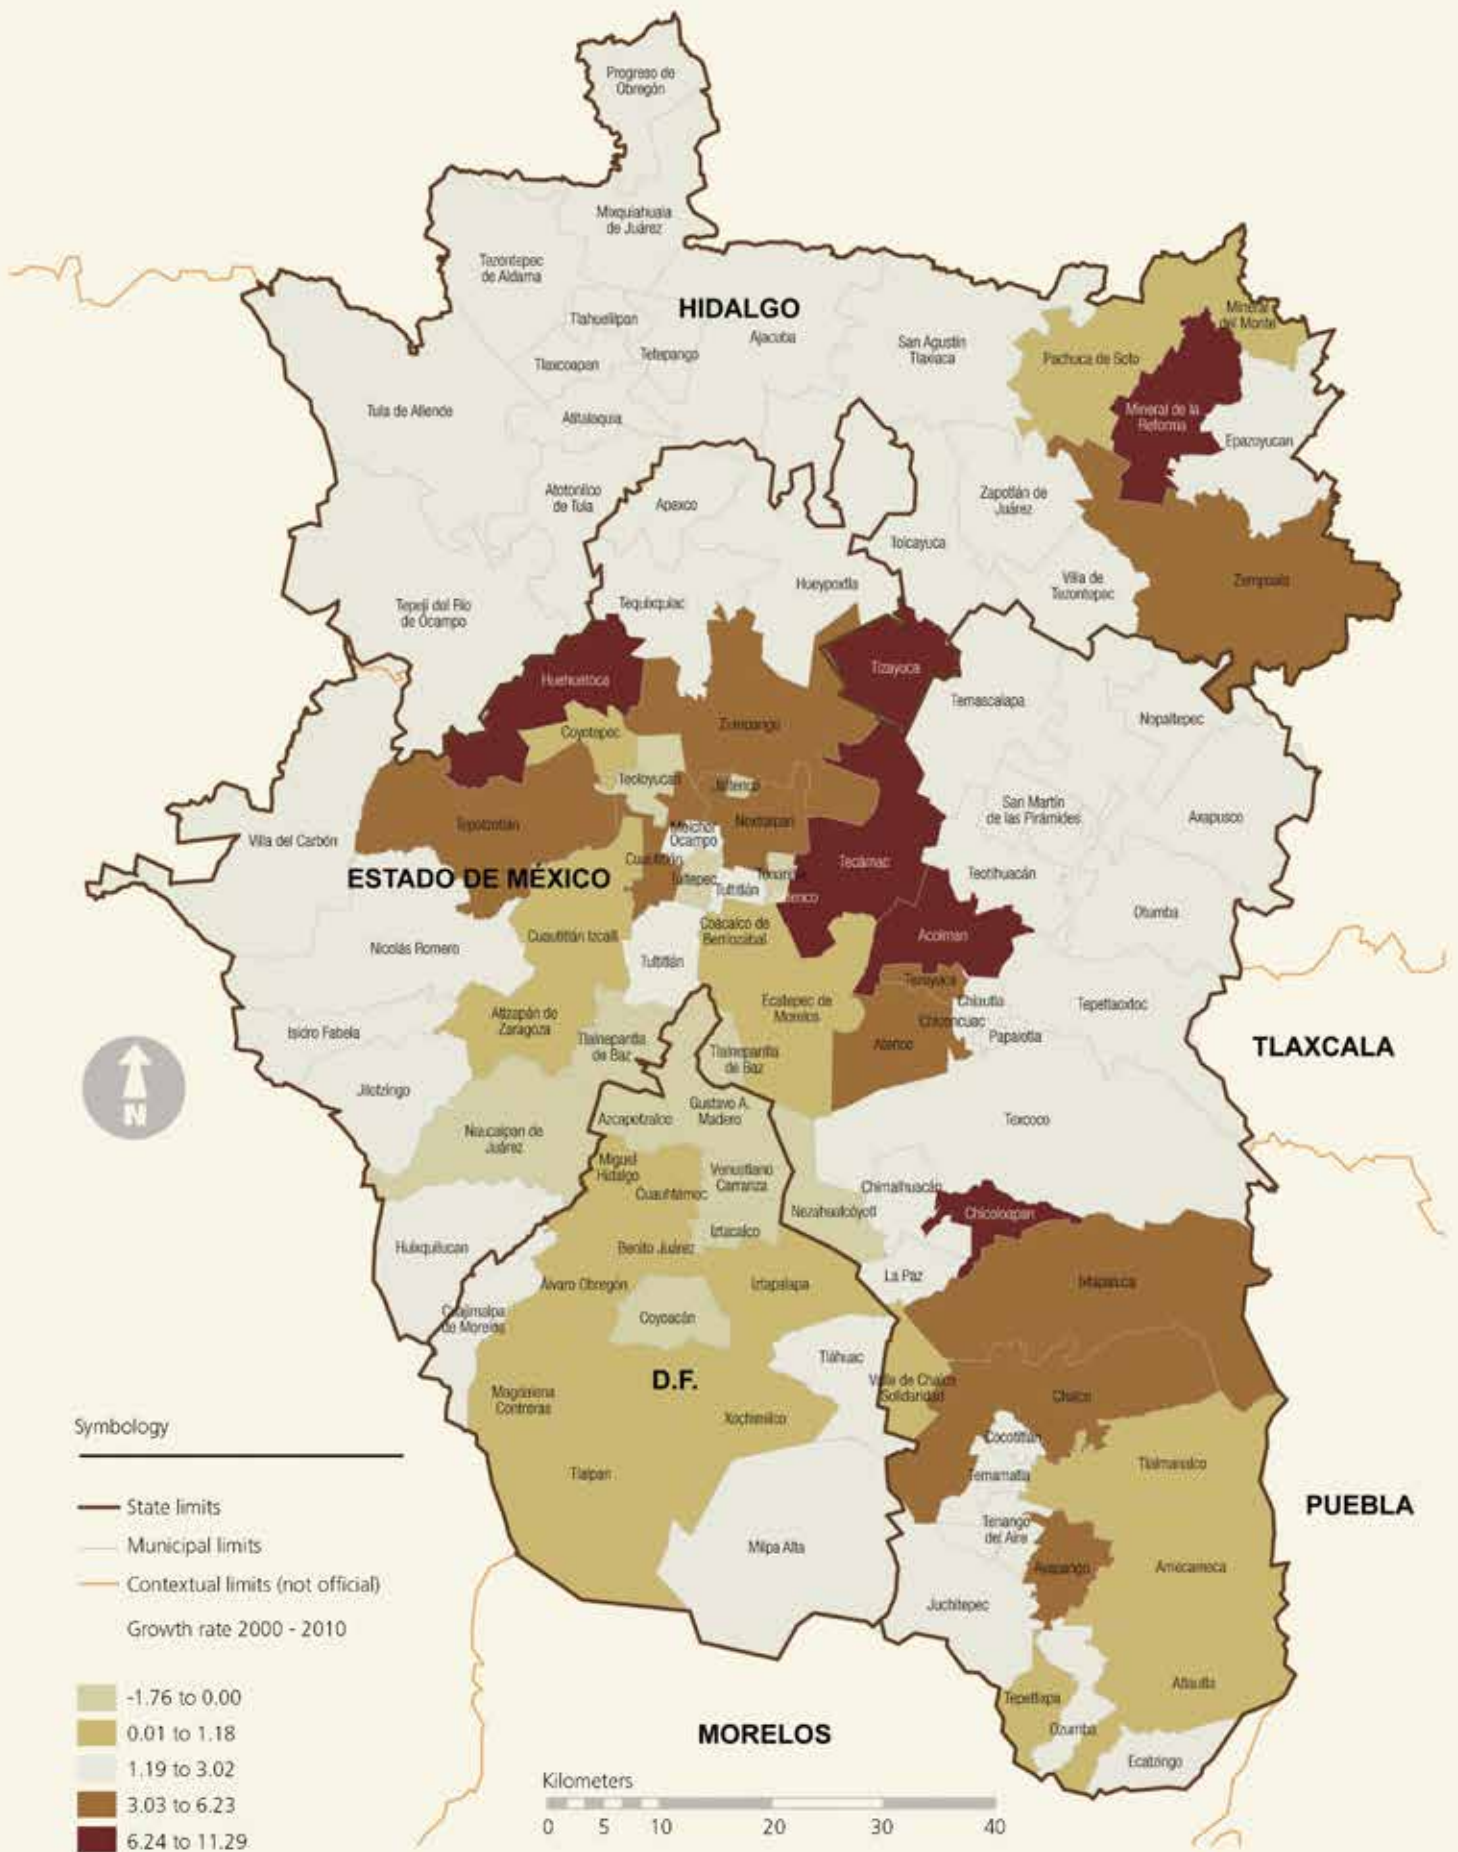 Progreso de
Obregón
Mixquiahuala
de Juárez
Tezontepec
de Aldama
HIDALGO
Tlahuelilpan
Ajacuba
Tetepango
San Agustín
Tlaxiaca
Tlaxcoapan
Mineral
del Monte
Pachuca de Soto
Mineral de la
Reforma
Epazoyucan
Tula de Allende
Atitalaquia
Atotonilco
de Tula
Apaxco
Zapotlán de
Juárez
Tolcayuca
Hueypoxtla
Villa de
Tezontepec
Zempoala
Tepeji del Río
de Ocampo
Tequixquiac
Huehuetoca
Tizayuca
Temascalapa
Nopaltepec
Zumpango
Coyotepec
Teoloyucan
Jaltenco
San Martín
de las Pirámides
Axapusco
Tepotzotlán
Nextlalpan
Villa del Carbón
Melchor
Ocampo
Cuautitlán
Tecámac
Teotihuacán
ESTADO DE MÉXICO
Tultepec
Tultitlán
Otumba
Cuautitlán Izcalli
Coacalco de
Berriozábal
Acolman
Nicolás Romero
Tultitlán
Tezoyuca
Chiautla
Tepetlaoxtoc
Ecatepec de
Morelos
Atizapán de
Zaragoza
Chiconcuac
Papalotla
Isidro Fabela
Tlalnepantla
de Baz
Tlalnepantla
de Baz
Atenco
TLAXCALA
Jilotzingo
N
Azcapotzalco
Gustavo A.
Madero
Texcoco
Naucalpan de
Juárez
Miguel
Hidalgo
Venustiano
Carranza
Cuauhtémoc
Chimalhuacán
Nezahualcóyotl
Chicoloapan
Iztacalco
Huixquilucan
Benito Juárez
La Paz
Ixtapaluca
Álvaro Obregón
Iztapalapa
Cuajimalpa
de Morelos
Coyoacán
Tláhuac
D.F.
Valle de Chalco
Solidaridad
Chalco
Magdalena
Contreras
Xochimilco
Cocotitlán
Tlalmanalco
Temamatla
Tlalpan
PUEBLA
Tenango
del Aire
Milpa Alta
Ayapango
Amecameca
Juchitepec
Atlautla
Tepetlixpa
Ozumba
MORELOS
Ecatzingo
Symbology
State limits
Municipal limits
Contextual limits (not official)
Growth rate 2000 - 2010
-1.76 to 0.00
0.01 to 1.18
1.19 to 3.02
3.03 to 6.23
6.24 to 11.29
Kilometers
0 5 10 20 30 40